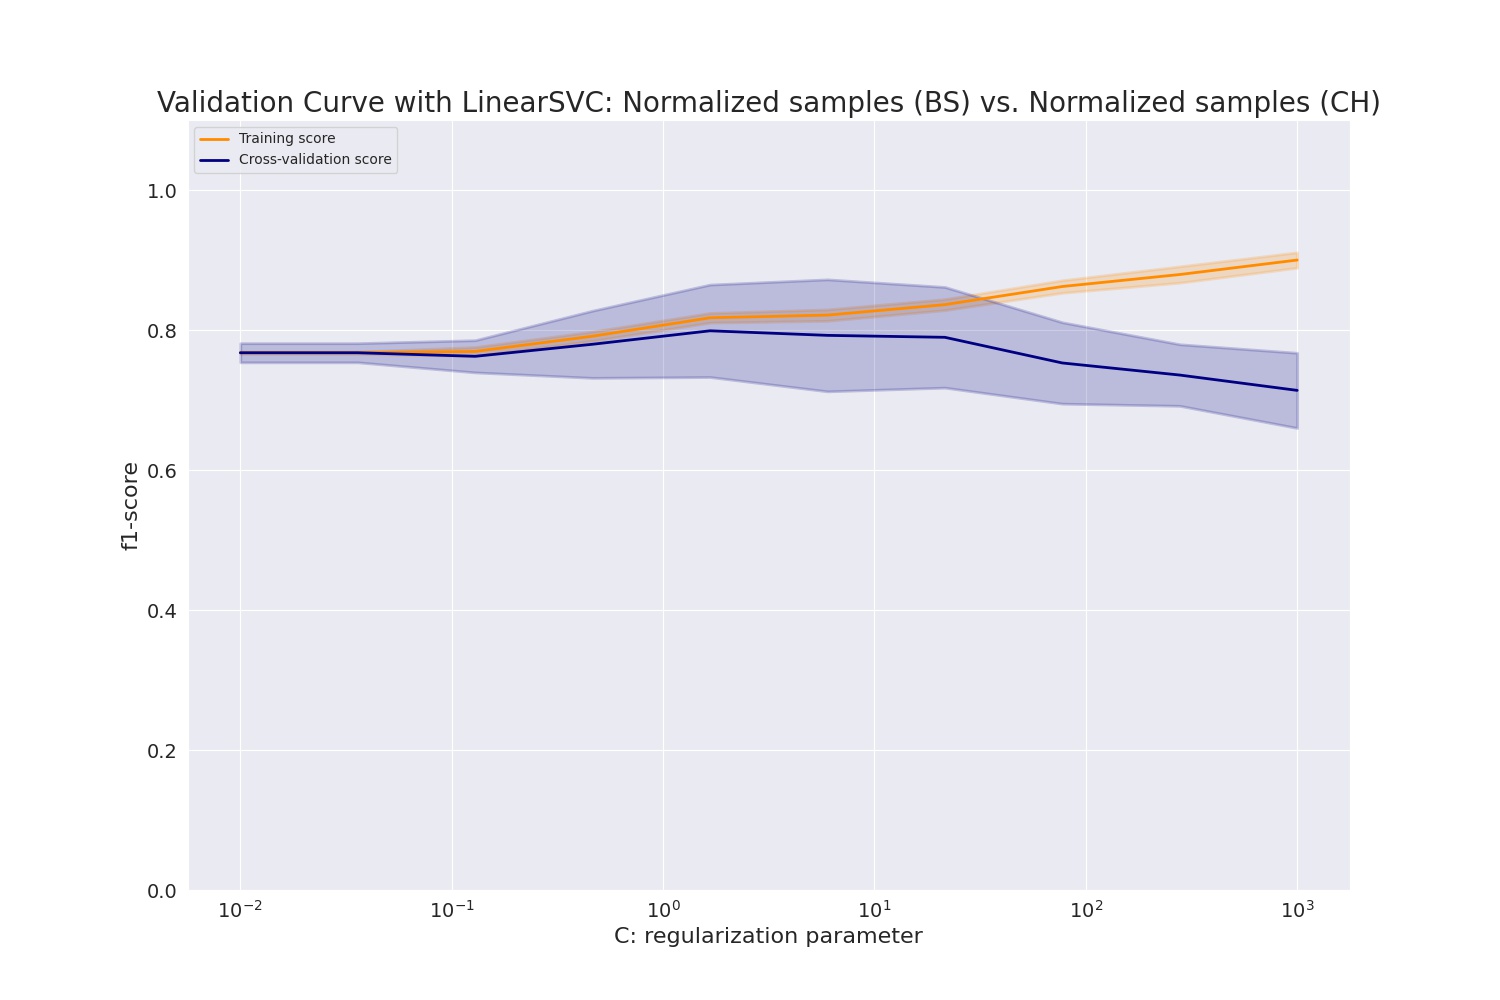 Validation Curve with LinearSVC: Normalized samples (BS) vs. Normalized samples (CH)
Training score
Cross-validation score
1.0
0.8
0.6
0.4
0.2
0.0
f1-score
10⁻² 10⁻¹ 10⁰ 10¹ 10² 10³
C: regularization parameter